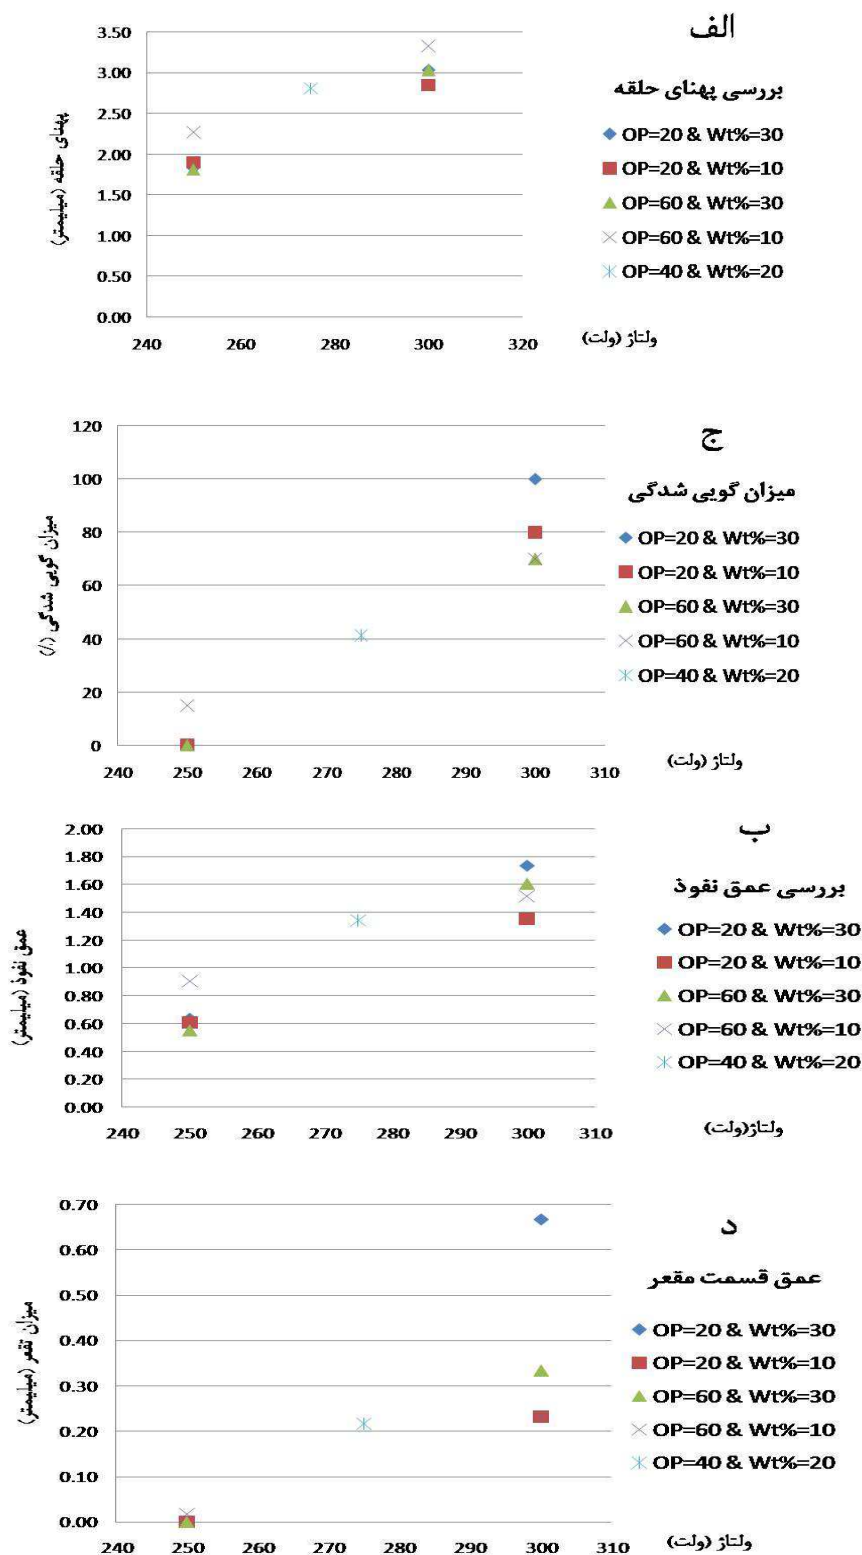 الف
بررسی پهنای حلقه
پهنای حلقه (میلیمتر)
3.50
3.00
2.50
2.00
1.50
1.00
0.50
0.00
240 260 280 300 320
ولتاژ (ولت)
OP=20 & Wt%=30
OP=20 & Wt%=10
OP=60 & Wt%=30
OP=60 & Wt%=10
OP=40 & Wt%=20
ج
میزان گویی شدگی
میزان گویی شدگی (٪)
120
100
80
60
40
20
0
240 250 260 270 280 290 300 310
ولتاژ (ولت)
OP=20 & Wt%=30
OP=20 & Wt%=10
OP=60 & Wt%=30
OP=60 & Wt%=10
OP=40 & Wt%=20
ب
بررسی عمق نفوذ
عمق نفوذ (میلیمتر)
2.00
1.80
1.60
1.40
1.20
1.00
0.80
0.60
0.40
0.20
0.00
240 250 260 270 280 290 300 310
ولتاژ(ولت)
OP=20 & Wt%=30
OP=20 & Wt%=10
OP=60 & Wt%=30
OP=60 & Wt%=10
OP=40 & Wt%=20
د
عمق قسمت مقعر
میزان تقعر (میلیمتر)
0.70
0.60
0.50
0.40
0.30
0.20
0.10
0.00
240 250 260 270 280 290 300 310
ولتاژ (ولت)
OP=20 & Wt%=30
OP=20 & Wt%=10
OP=60 & Wt%=30
OP=60 & Wt%=10
OP=40 & Wt%=20